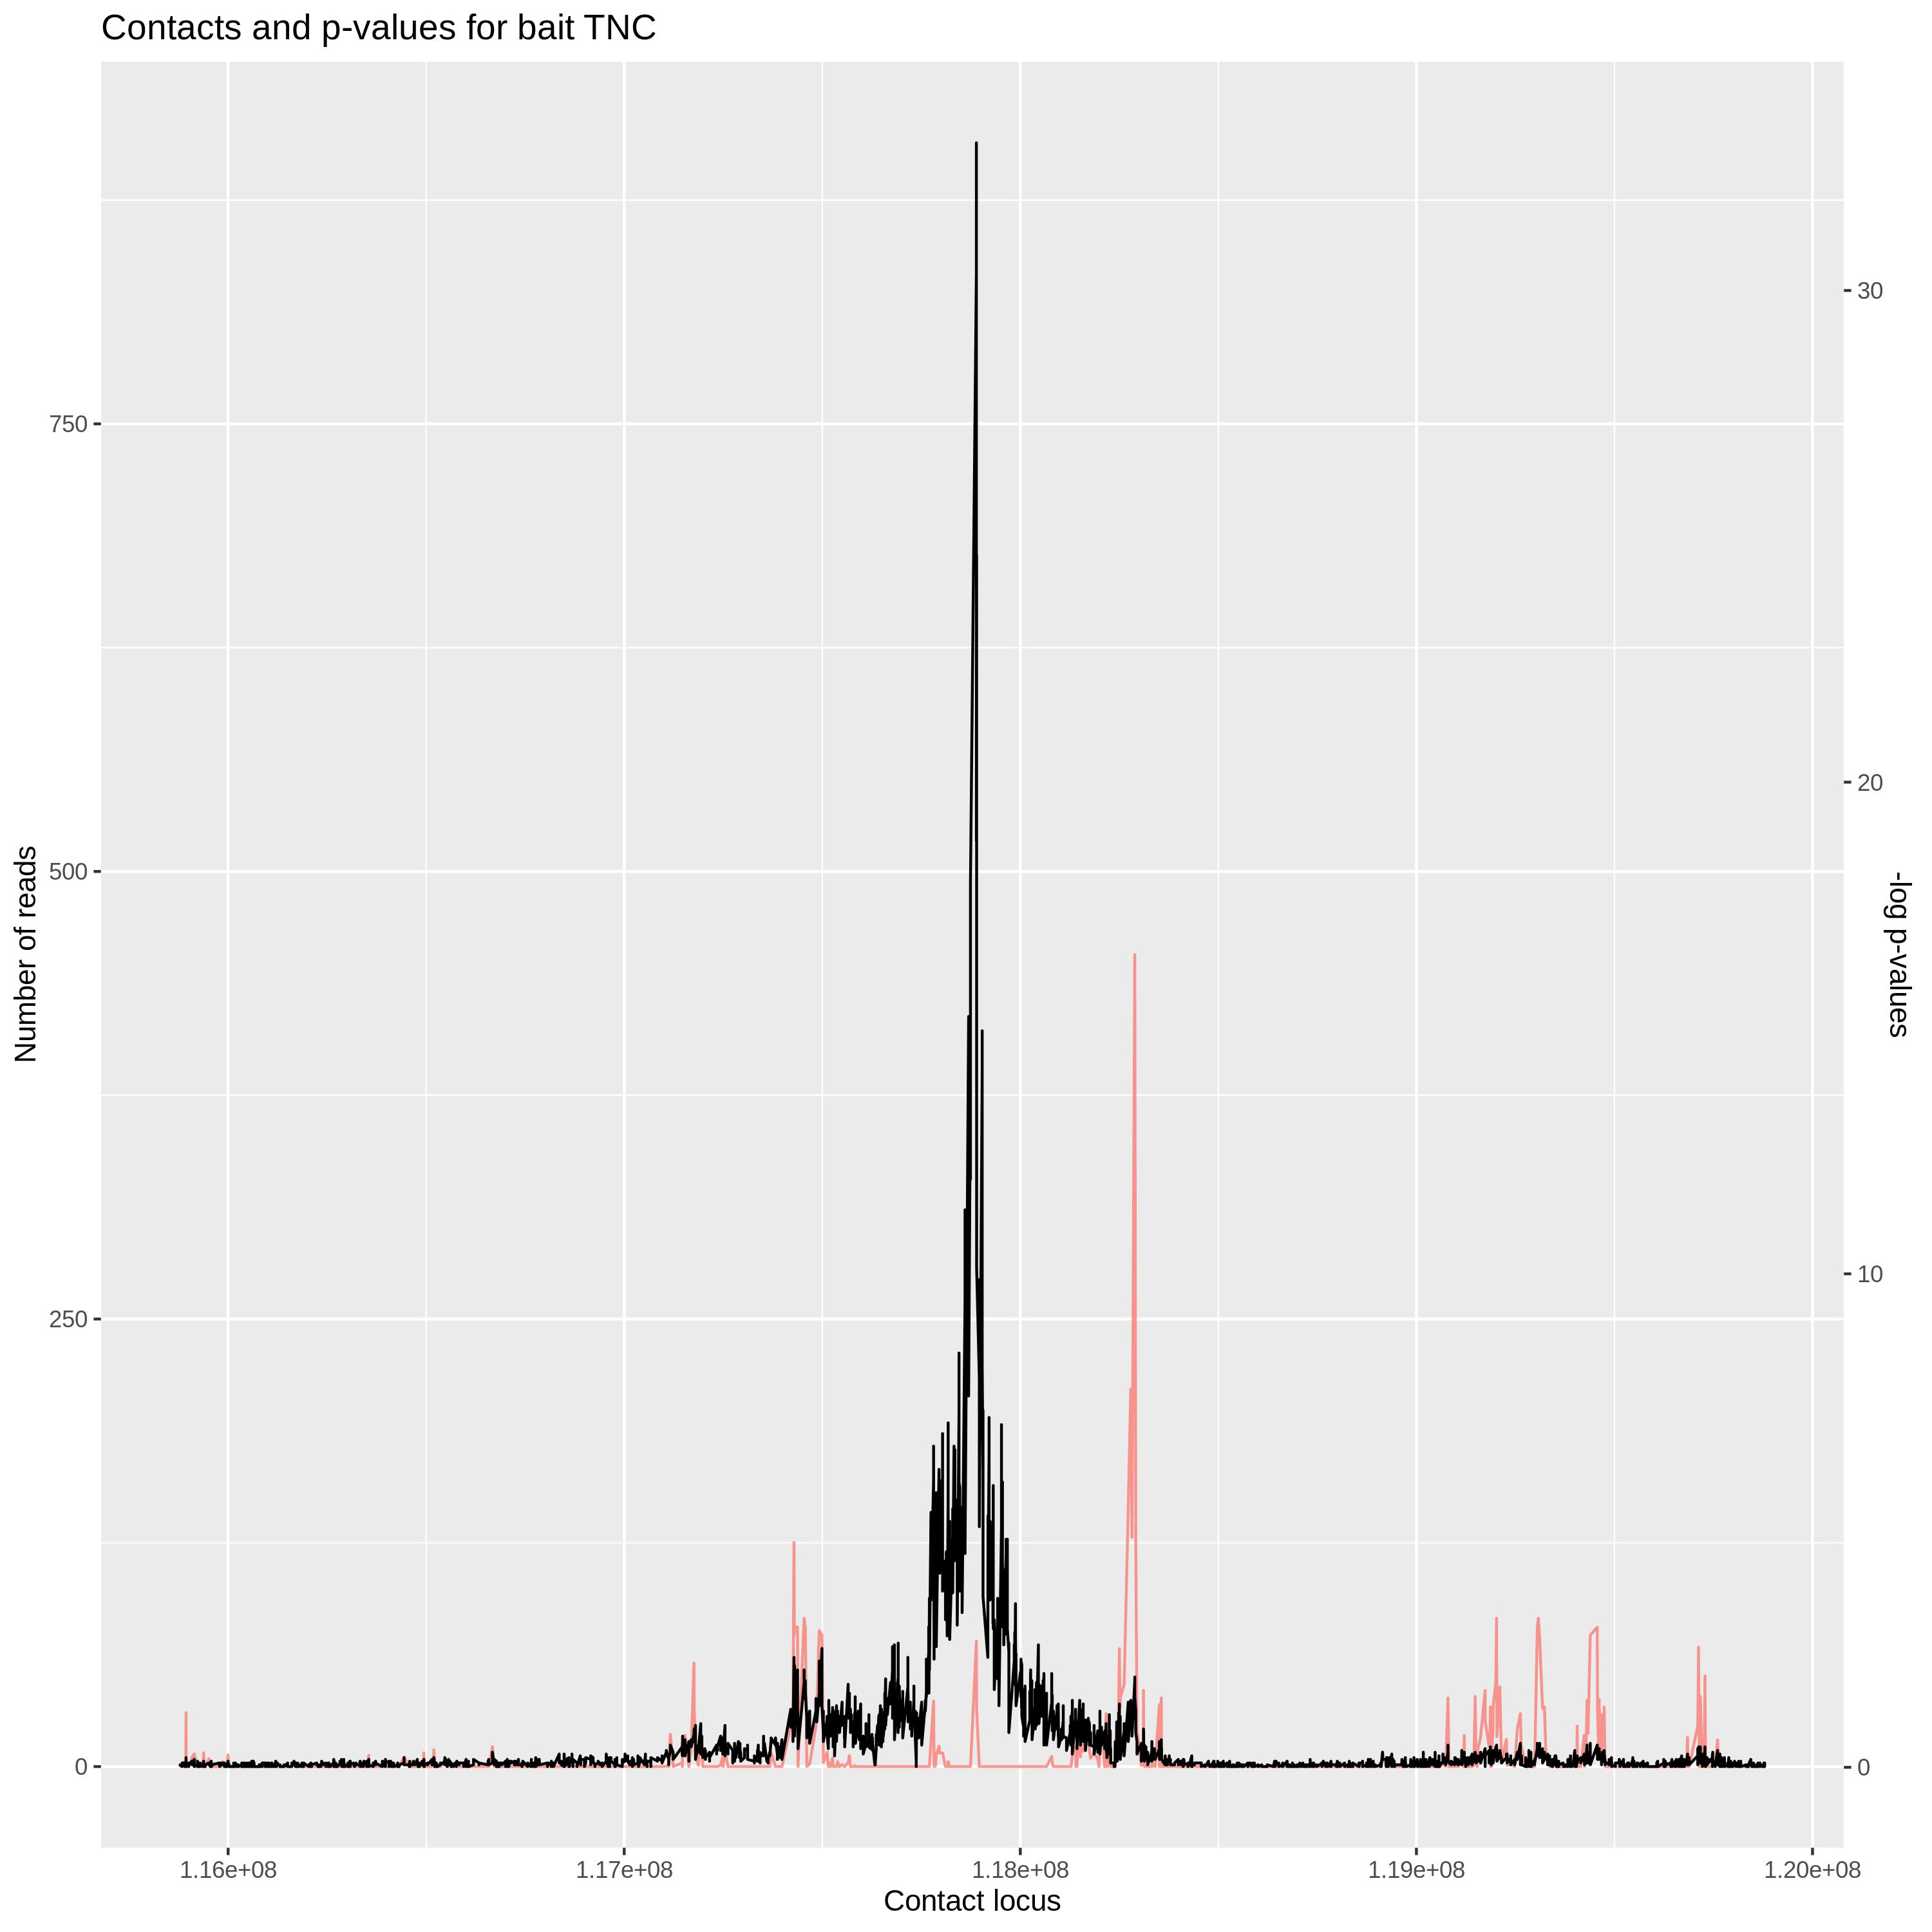 Contacts and p-values for bait TNC
750
500
250
0
Number of reads
30
20
10
0
-log p-values
1.16e+08
1.17e+08
1.18e+08
1.19e+08
1.20e+08
Contact locus